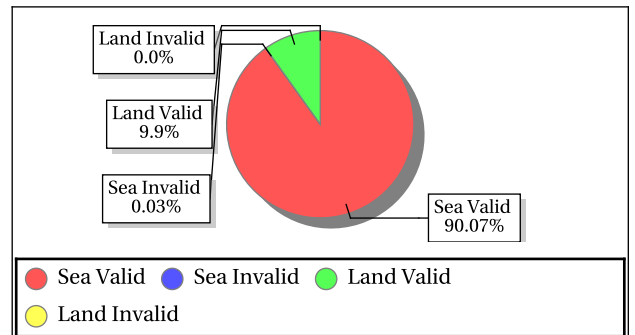 Land Invalid
0.0%
Land Valid
9.9%
Sea Invalid
0.03%
Sea Valid
90.07%
Sea Valid Sea Invalid Land Valid
Land Invalid